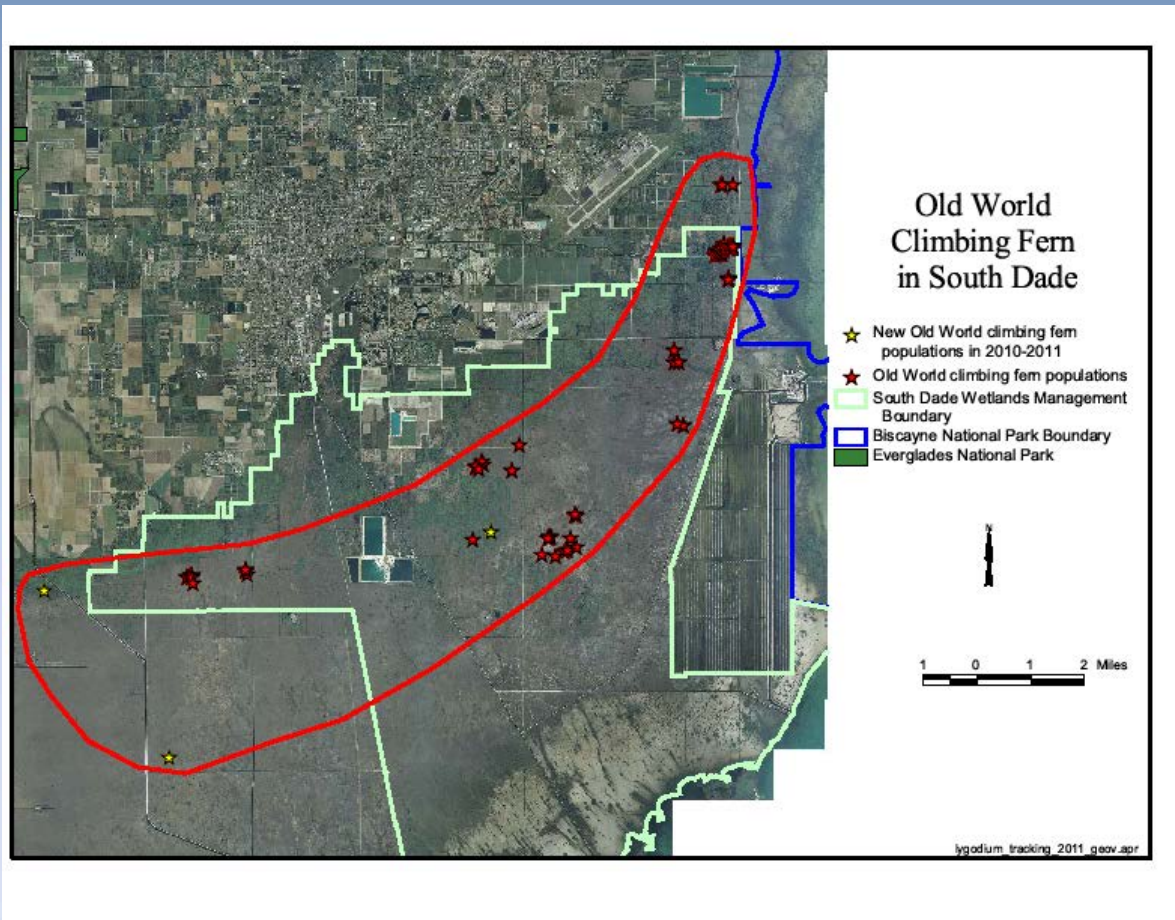 Old World
Climbing Fern
in South Dade
New Old World climbing fern
populations in 2010-2011
Old World climbing fern populations
South Dade Wetlands Management
Boundary
Biscayne National Park Boundary
Everglades National Park
N
1 0 1 2 Miles
lygodium_tracking_2011_geov.apr